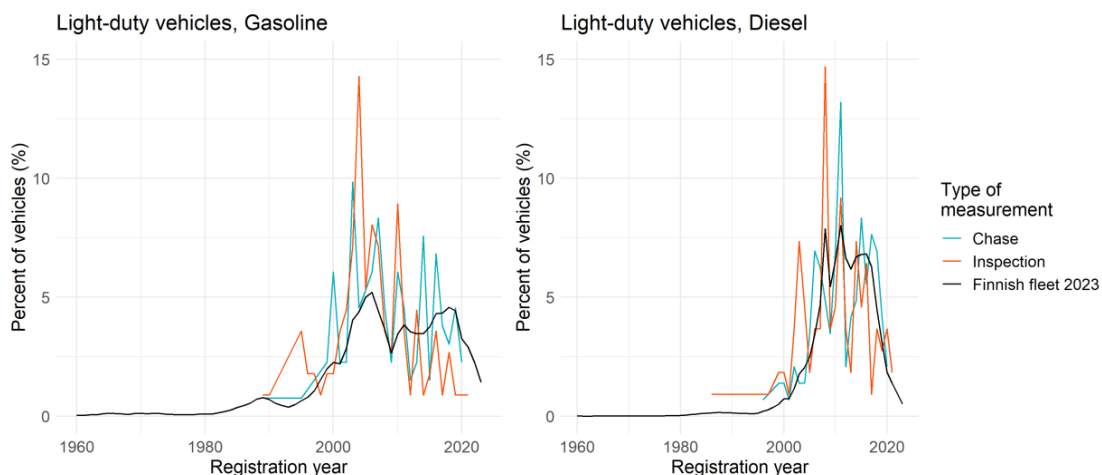 Light-duty vehicles, Gasoline
Percent of vehicles (%)
15
10
5
0
1960
1980
2000
2020
Registration year
Light-duty vehicles, Diesel
Percent of vehicles (%)
15
10
5
0
1960
1980
2000
2020
Registration year
Type of
measurement
Chase
Inspection
Finnish fleet 2023